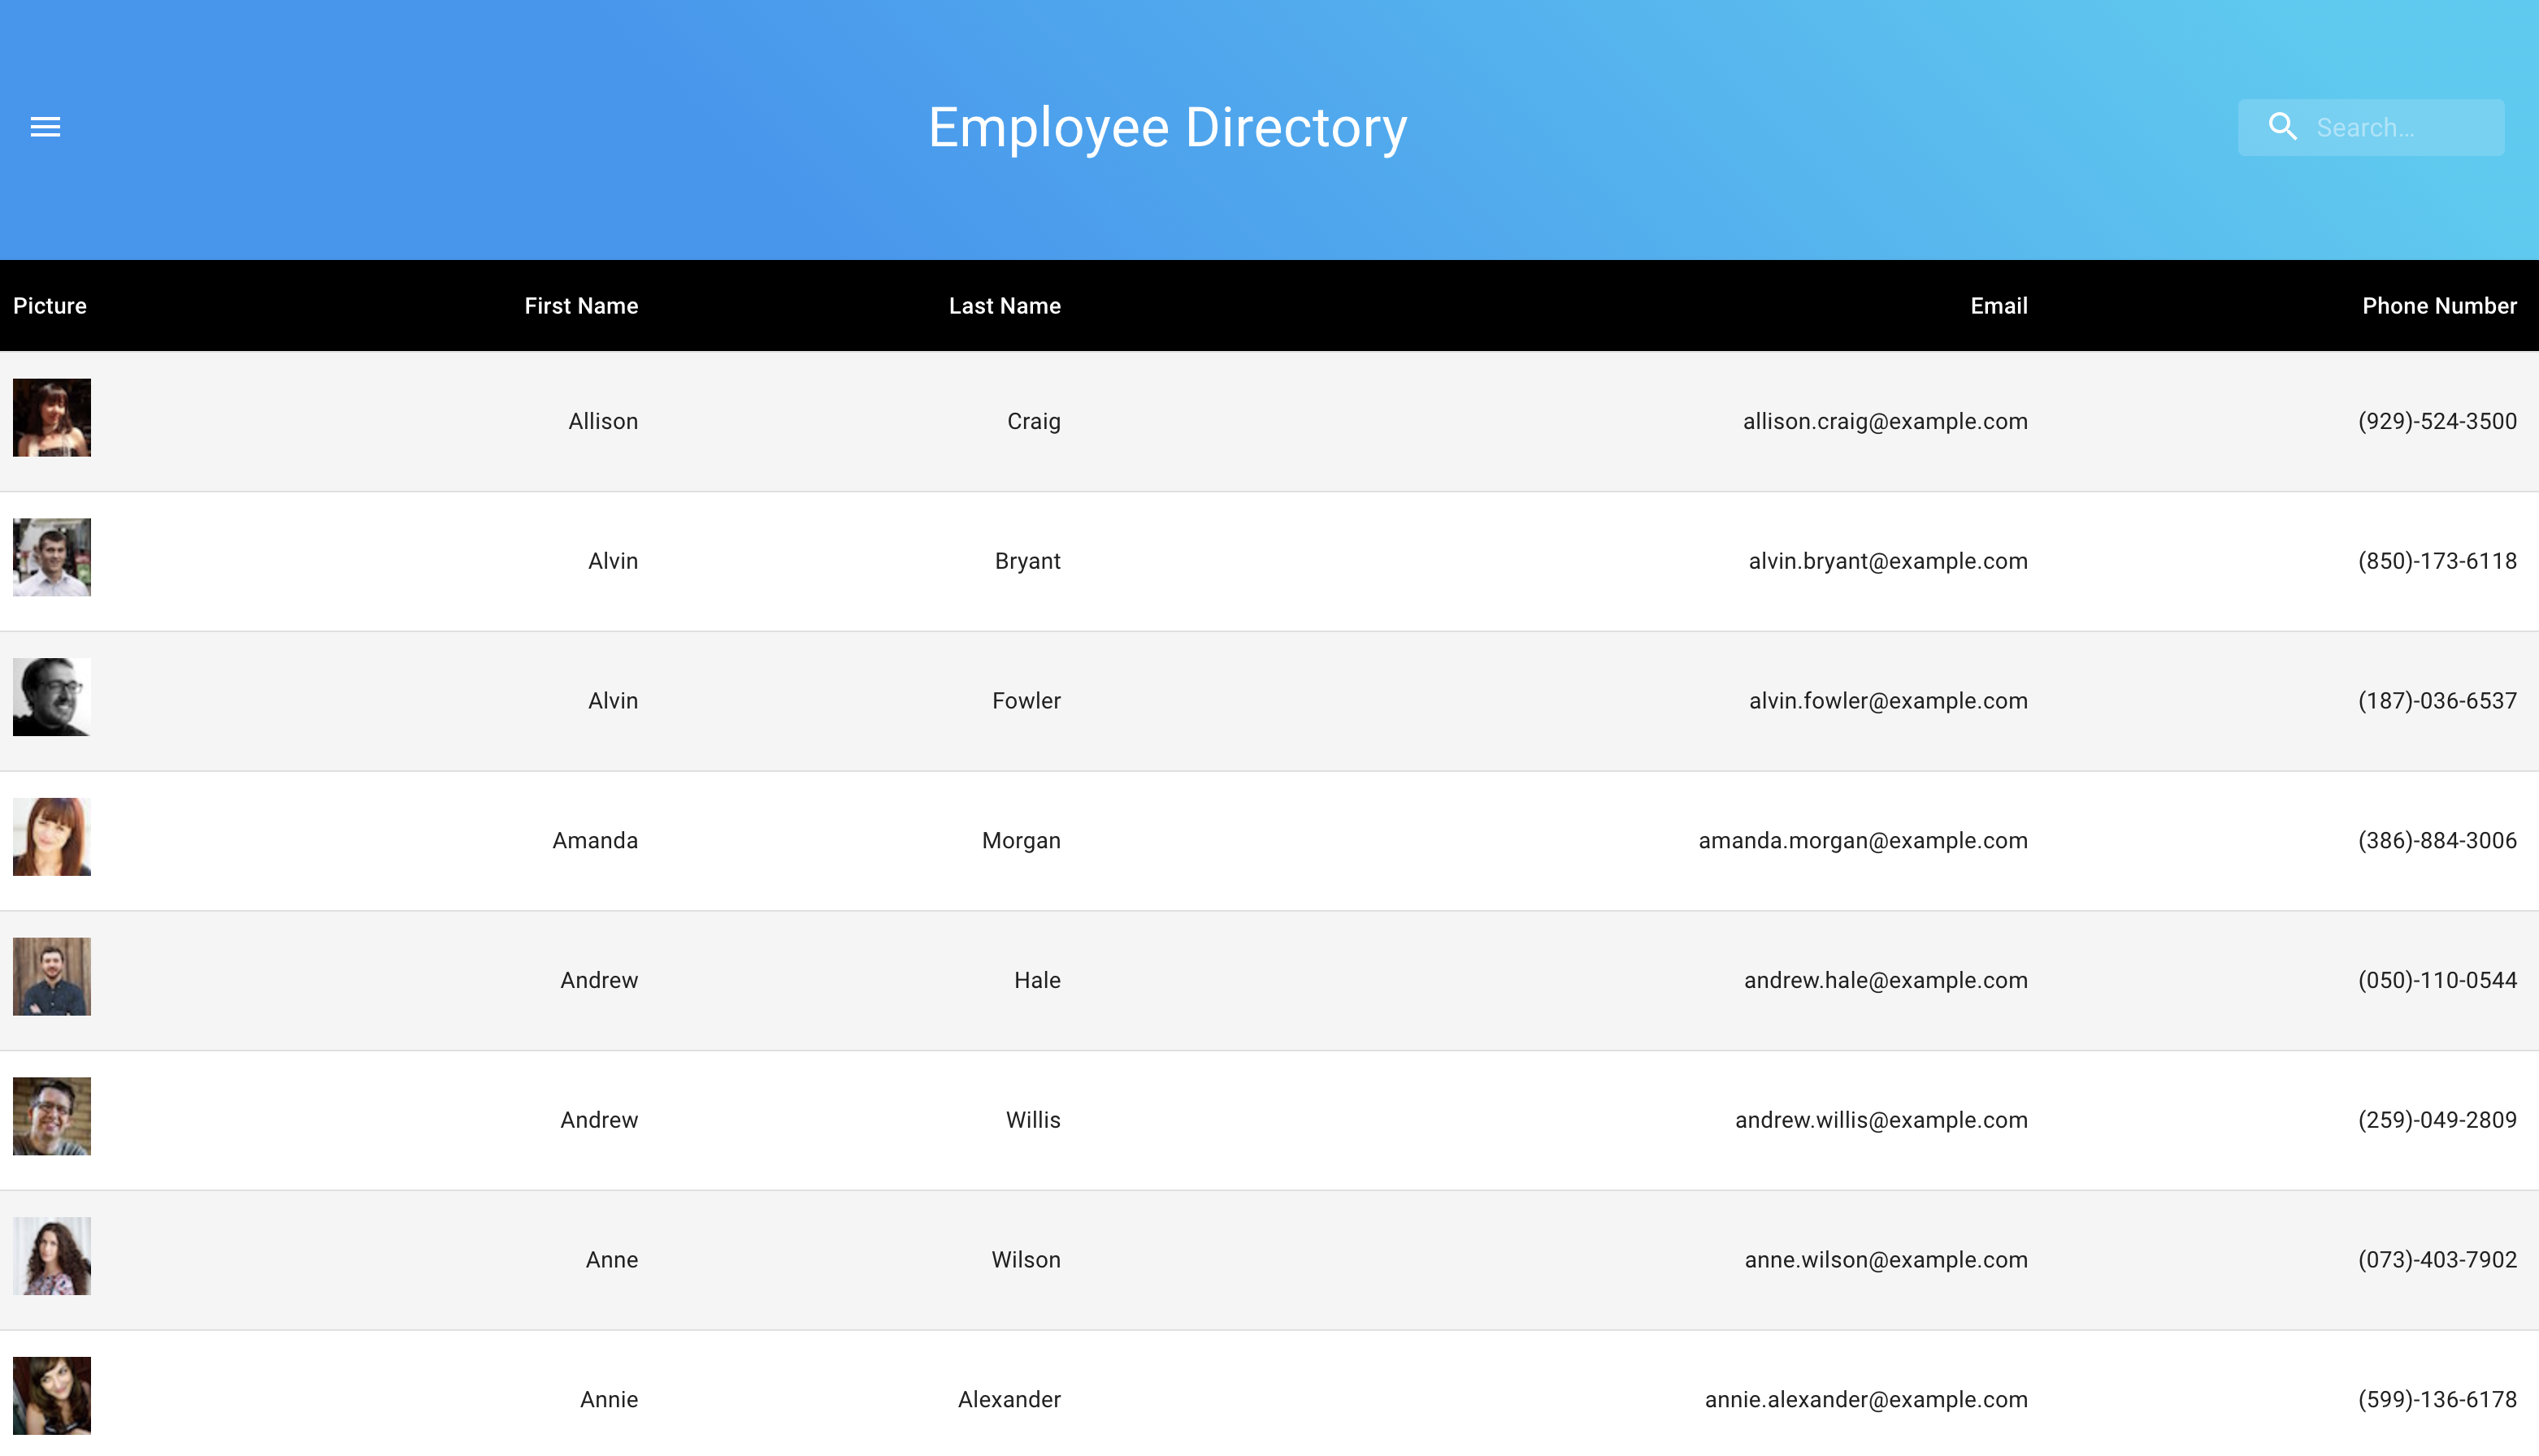 Employee Directory
Search…
Picture First Name Last Name Email Phone Number
Allison Craig allison.craig@example.com (929)-524-3500
Alvin Bryant alvin.bryant@example.com (850)-173-6118
Alvin Fowler alvin.fowler@example.com (187)-036-6537
Amanda Morgan amanda.morgan@example.com (386)-884-3006
Andrew Hale andrew.hale@example.com (050)-110-0544
Andrew Willis andrew.willis@example.com (259)-049-2809
Anne Wilson anne.wilson@example.com (073)-403-7902
Annie Alexander annie.alexander@example.com (599)-136-6178